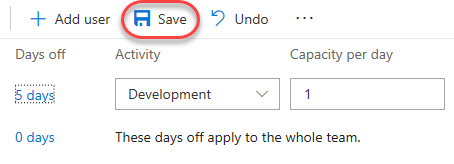 + Add user Save Undo ...
Days off Activity Capacity per day
5 days Development 1
0 days These days off apply to the whole team.